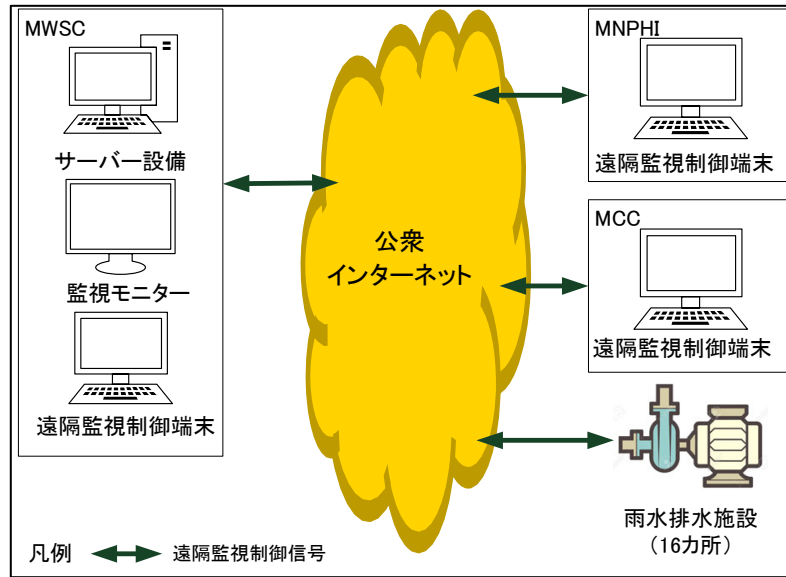 MWSC
サーバー設備
監視モニター
遠隔監視制御端末
公衆
インターネット
MNPHI
遠隔監視制御端末
MCC
遠隔監視制御端末
雨水排水施設
（16カ所）
凡例
遠隔監視制御信号